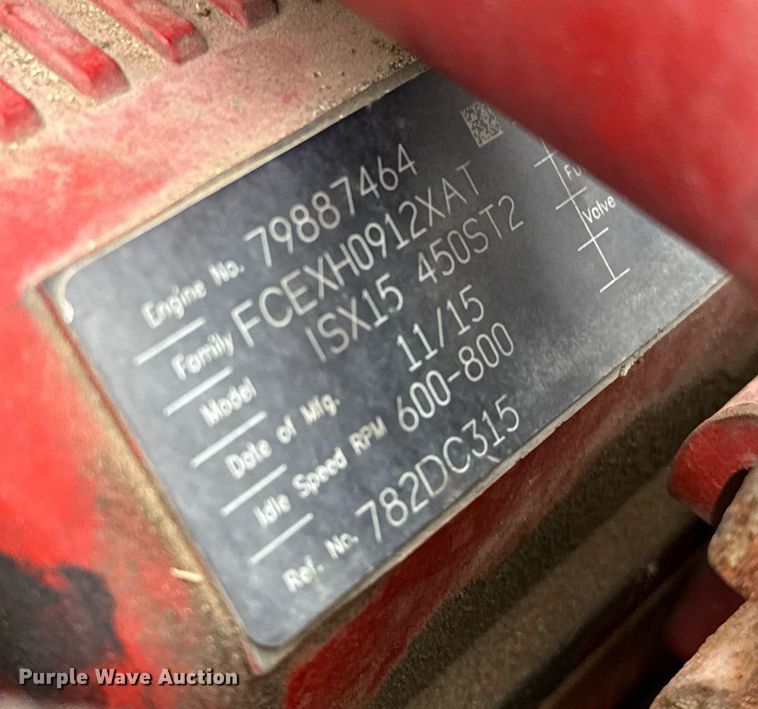 Engine No. 79887464
Family FCEXH0912XAT
Model ISX15 450ST2
Date of Mfg. 11/15
Idle Speed RPM 600-800
Ref. No. 782DC315
Valve
Purple Wave Auction